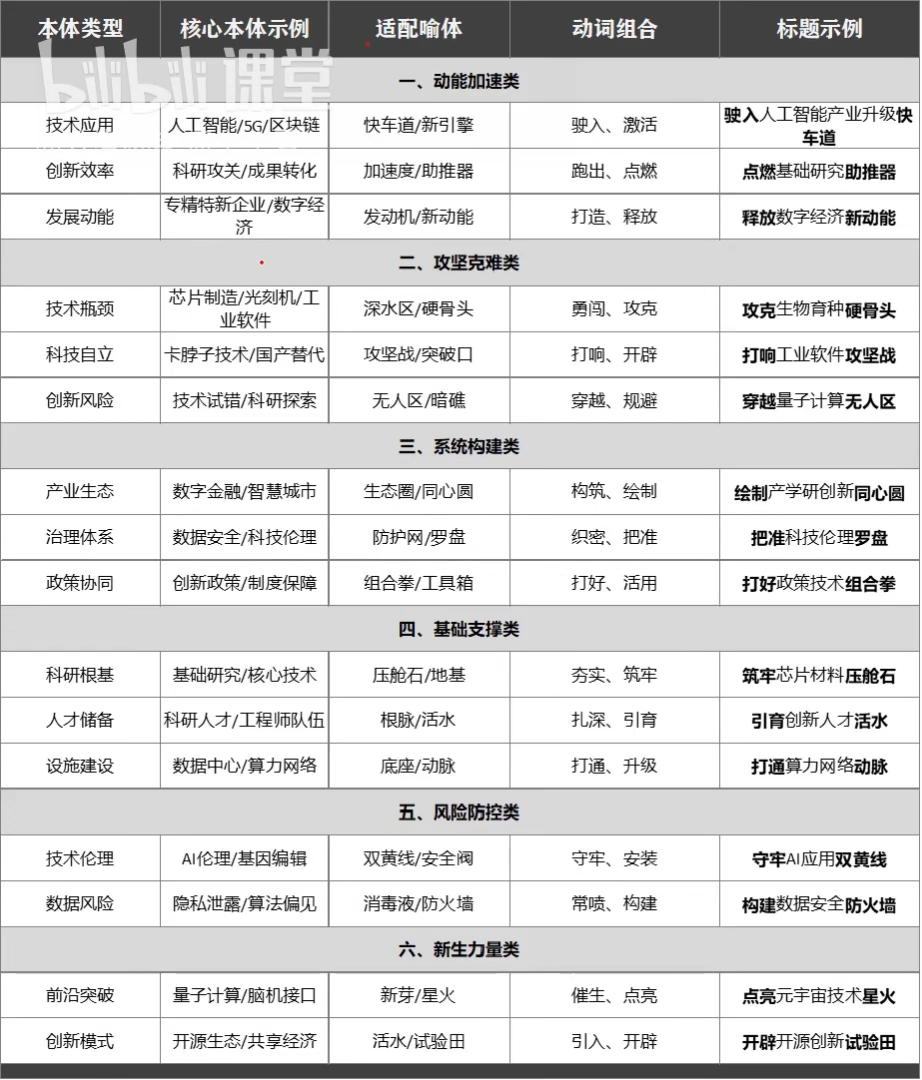 本体类型 核心本体示例 适配喻体 动词组合 标题示例
bilibili 课堂
一、动能加速类
技术应用 人工智能/5G/区块链 快车道/新引擎 驶入、激活 驶入人工智能产业升级快
车道
创新效率 科研攻关/成果转化 加速度/助推器 跑出、点燃 点燃基础研究助推器
发展动能 专精特新企业/数字经
济 发动机/新动能 打造、释放 释放数字经济新动能
二、攻坚克难类
技术瓶颈 芯片制造/光刻机/工
业软件 深水区/硬骨头 勇闯、攻克 攻克生物育种硬骨头
科技自立 卡脖子技术/国产替代 攻坚战/突破口 打响、开辟 打响工业软件攻坚战
创新风险 技术试错/科研探索 无人区/暗礁 穿越、规避 穿越量子计算无人区
三、系统构建类
产业生态 数字金融/智慧城市 生态圈/同心圆 构筑、绘制 绘制产学研创新同心圆
治理体系 数据安全/科技伦理 防护网/罗盘 织密、把准 把准科技伦理罗盘
政策协同 创新政策/制度保障 组合拳/工具箱 打好、活用 打好政策技术组合拳
四、基础支撑类
科研根基 基础研究/核心技术 压舱石/地基 夯实、筑牢 筑牢芯片材料压舱石
人才储备 科研人才/工程师队伍 根脉/活水 扎深、引育 引育创新人才活水
设施建设 数据中心/算力网络 底座/动脉 打通、升级 打通算力网络动脉
五、风险防控类
技术伦理 AI伦理/基因编辑 双黄线/安全阀 守牢、安装 守牢AI应用双黄线
数据风险 隐私泄露/算法偏见 消毒液/防火墙 常喷、构建 构建数据安全防火墙
六、新生力量类
前沿突破 量子计算/脑机接口 新芽/星火 催生、点亮 点亮元宇宙技术星火
创新模式 开源生态/共享经济 活水/试验田 引入、开辟 开辟开源创新试验田